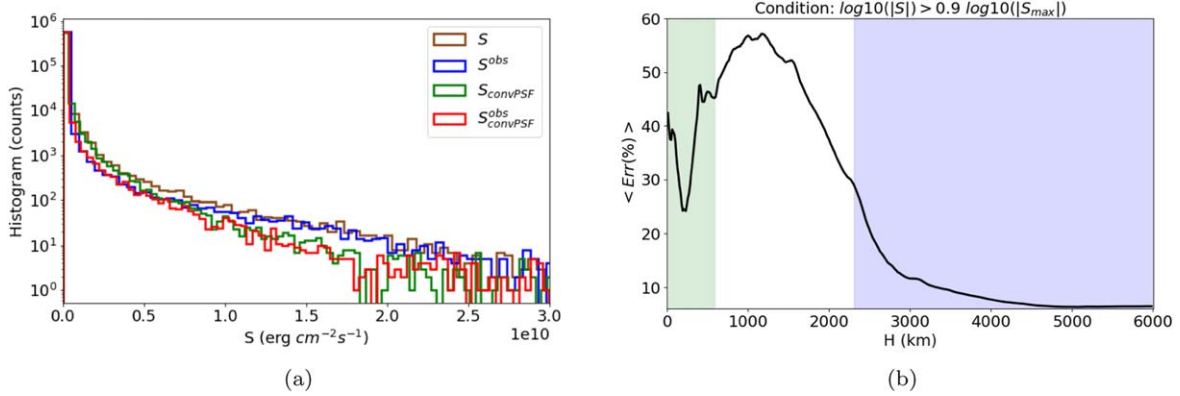 Condition: log10(|S|) > 0.9 log10(|S_max|)
Histogram (counts)
10^6
10^5
10^4
10^3
10^2
10^1
10^0
S
S^obs
S_convPSF
S^obs_convPSF
0.0 0.5 1.0 1.5 2.0 2.5 3.0
1e10
S (erg cm^−2 s^−1)
< Err(%) >
60
50
40
30
20
10
0 1000 2000 3000 4000 5000 6000
H (km)
(a)
(b)